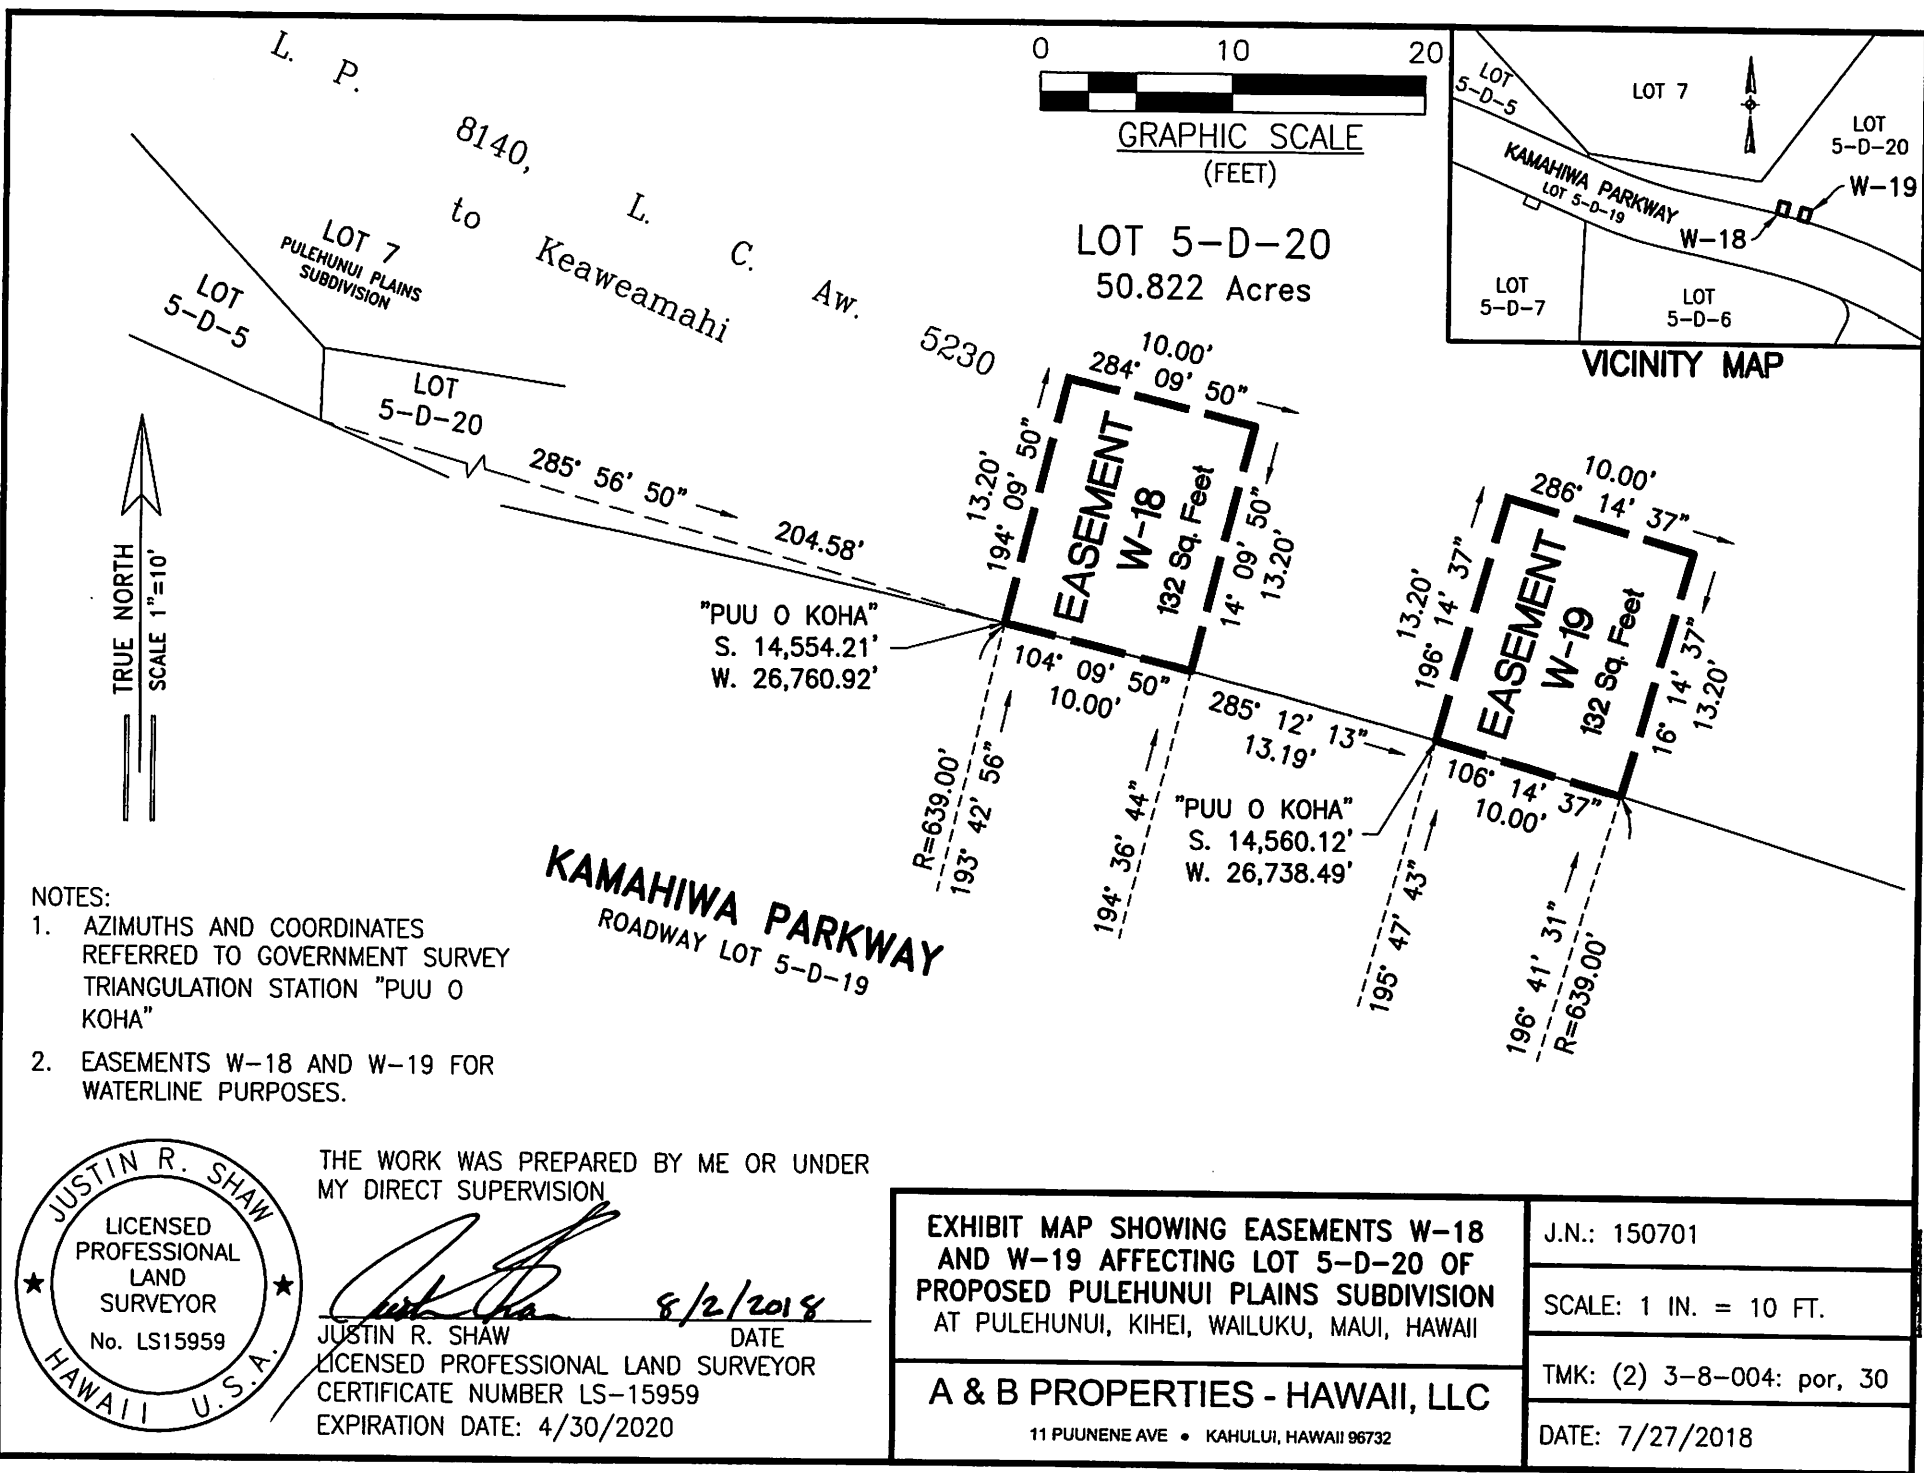 L. P. 8140, L. C. Aw. 5230
to Keaweamahi
0 10 20
GRAPHIC SCALE
(FEET)
LOT 5-D-20
50.822 Acres
LOT
5-D-5
LOT 7
LOT
5-D-20
KAMAHIWA PARKWAY
LOT 5-D-19
W-19
W-18
LOT
5-D-7
LOT
5-D-6
VICINITY MAP
LOT 7
PULEHUNUI PLAINS
SUBDIVISION
LOT
5-D-5
LOT
5-D-20
285° 56' 50"
204.58'
TRUE NORTH
SCALE 1"=10'
10.00'
284° 09' 50"
13.20'
194° 09' 50"
EASEMENT
W-18
132 Sq. Feet
14° 09' 50"
13.20'
104° 09' 50"
10.00'
"PUU O KOHA"
S. 14,554.21'
W. 26,760.92'
285° 12' 13"
13.19'
10.00'
286° 14' 37"
13.20'
196° 14' 37"
EASEMENT
W-19
132 Sq. Feet
16° 14' 37"
13.20'
106° 14' 37"
10.00'
"PUU O KOHA"
S. 14,560.12'
W. 26,738.49'
R=639.00'
193° 42' 56"
194° 36' 44"
195° 47' 43"
196° 41' 31"
R=639.00'
KAMAHIWA PARKWAY
ROADWAY LOT 5-D-19
NOTES:
1. AZIMUTHS AND COORDINATES
REFERRED TO GOVERNMENT SURVEY
TRIANGULATION STATION "PUU O
KOHA"
2. EASEMENTS W-18 AND W-19 FOR
WATERLINE PURPOSES.
JUSTIN R. SHAW
LICENSED
PROFESSIONAL
LAND
SURVEYOR
No. LS15959
HAWAII U.S.A.
THE WORK WAS PREPARED BY ME OR UNDER
MY DIRECT SUPERVISION
8/2/2018
JUSTIN R. SHAW DATE
LICENSED PROFESSIONAL LAND SURVEYOR
CERTIFICATE NUMBER LS-15959
EXPIRATION DATE: 4/30/2020
EXHIBIT MAP SHOWING EASEMENTS W-18
AND W-19 AFFECTING LOT 5-D-20 OF
PROPOSED PULEHUNUI PLAINS SUBDIVISION
AT PULEHUNUI, KIHEI, WAILUKU, MAUI, HAWAII
A & B PROPERTIES - HAWAII, LLC
11 PUUNENE AVE • KAHULUI, HAWAII 96732
J.N.: 150701
SCALE: 1 IN. = 10 FT.
TMK: (2) 3-8-004: por, 30
DATE: 7/27/2018